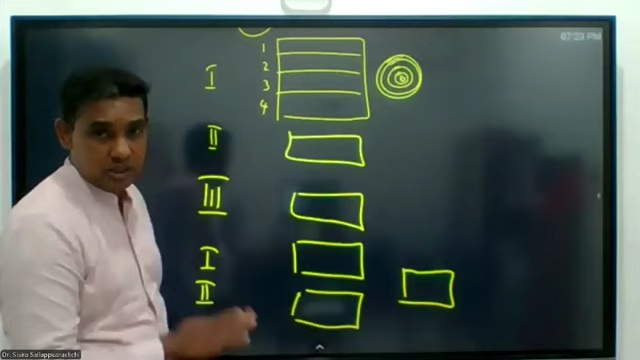 07:23 PM
1
I 2
3
4
II
III
I
II
Dr. Sisira Sallappuarachchi